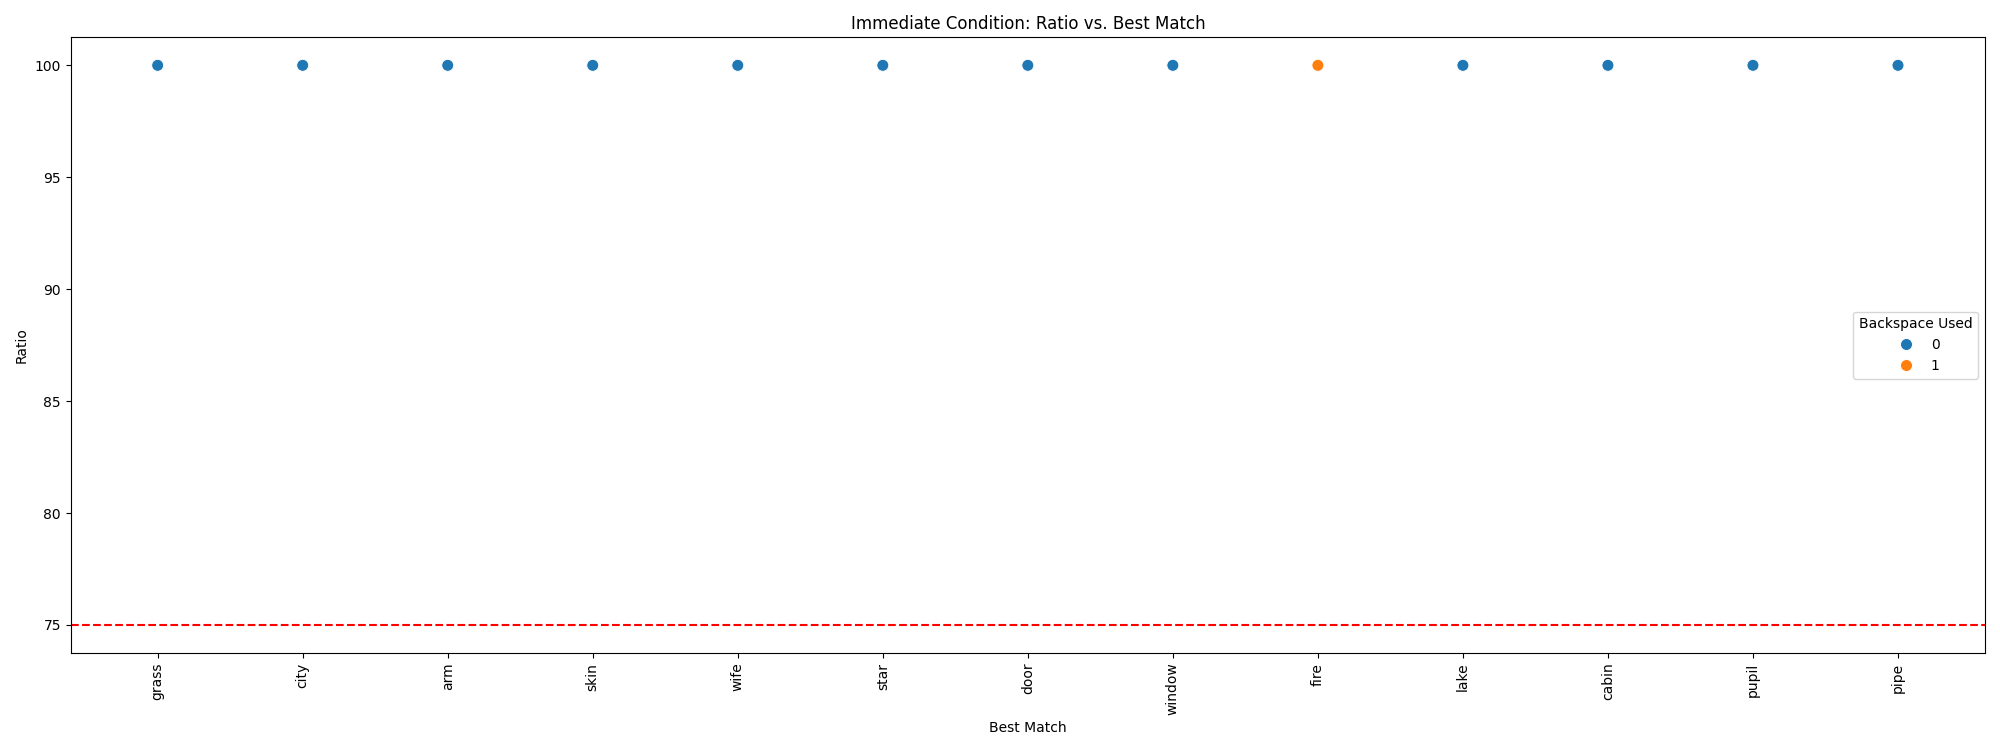 Immediate Condition: Ratio vs. Best Match
100
95
90
85
80
75
Ratio
Backspace Used
0
1
grass
city
arm
skin
wife
star
door
window
fire
lake
cabin
pupil
pipe
Best Match